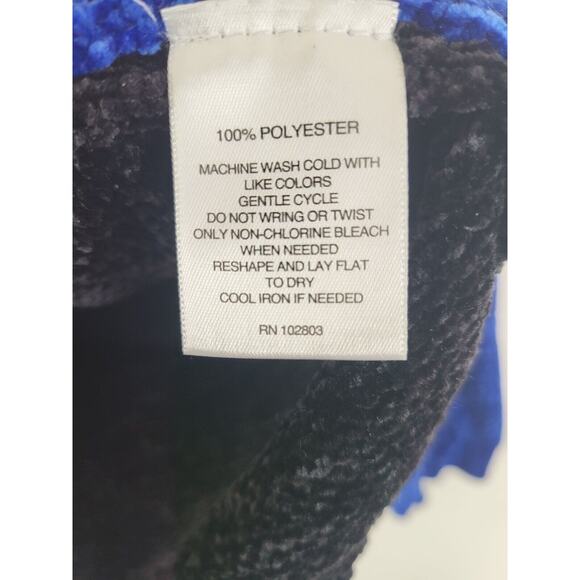 100% POLYESTER
MACHINE WASH COLD WITH
LIKE COLORS
GENTLE CYCLE
DO NOT WRING OR TWIST
ONLY NON-CHLORINE BLEACH
WHEN NEEDED
RESHAPE AND LAY FLAT
TO DRY
COOL IRON IF NEEDED
RN 102803